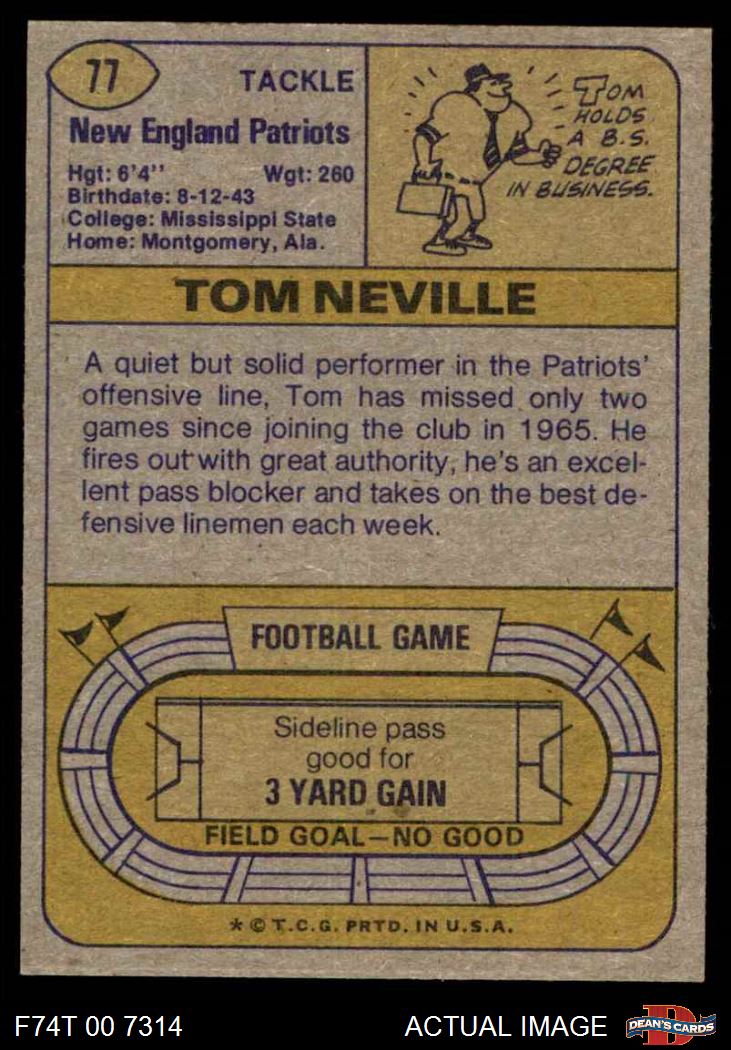 77
TACKLE
New England Patriots
Hgt: 6'4'' Wgt: 260
Birthdate: 8-12-43
College: Mississippi State
Home: Montgomery, Ala.
TOM
HOLDS
A B.S.
DEGREE
IN BUSINESS.
TOM NEVILLE
A quiet but solid performer in the Patriots'
offensive line, Tom has missed only two
games since joining the club in 1965. He
fires out with great authority, he's an excel-
lent pass blocker and takes on the best de-
fensive linemen each week.
FOOTBALL GAME
Sideline pass
good for
3 YARD GAIN
FIELD GOAL—NO GOOD
* © T.C.G. PRTD. IN U.S.A.
F74T 00 7314
ACTUAL IMAGE
D
DEAN'S CARDS